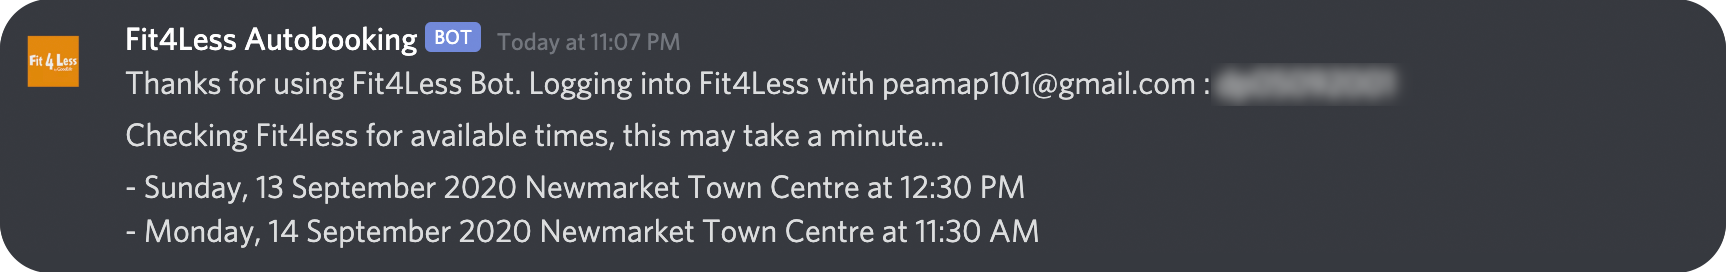 Fit4Less Autobooking BOT Today at 11:07 PM
Fit 4 Less
Thanks for using Fit4Less Bot. Logging into Fit4Less with peamap101@gmail.com :
Checking Fit4less for available times, this may take a minute...
- Sunday, 13 September 2020 Newmarket Town Centre at 12:30 PM
- Monday, 14 September 2020 Newmarket Town Centre at 11:30 AM